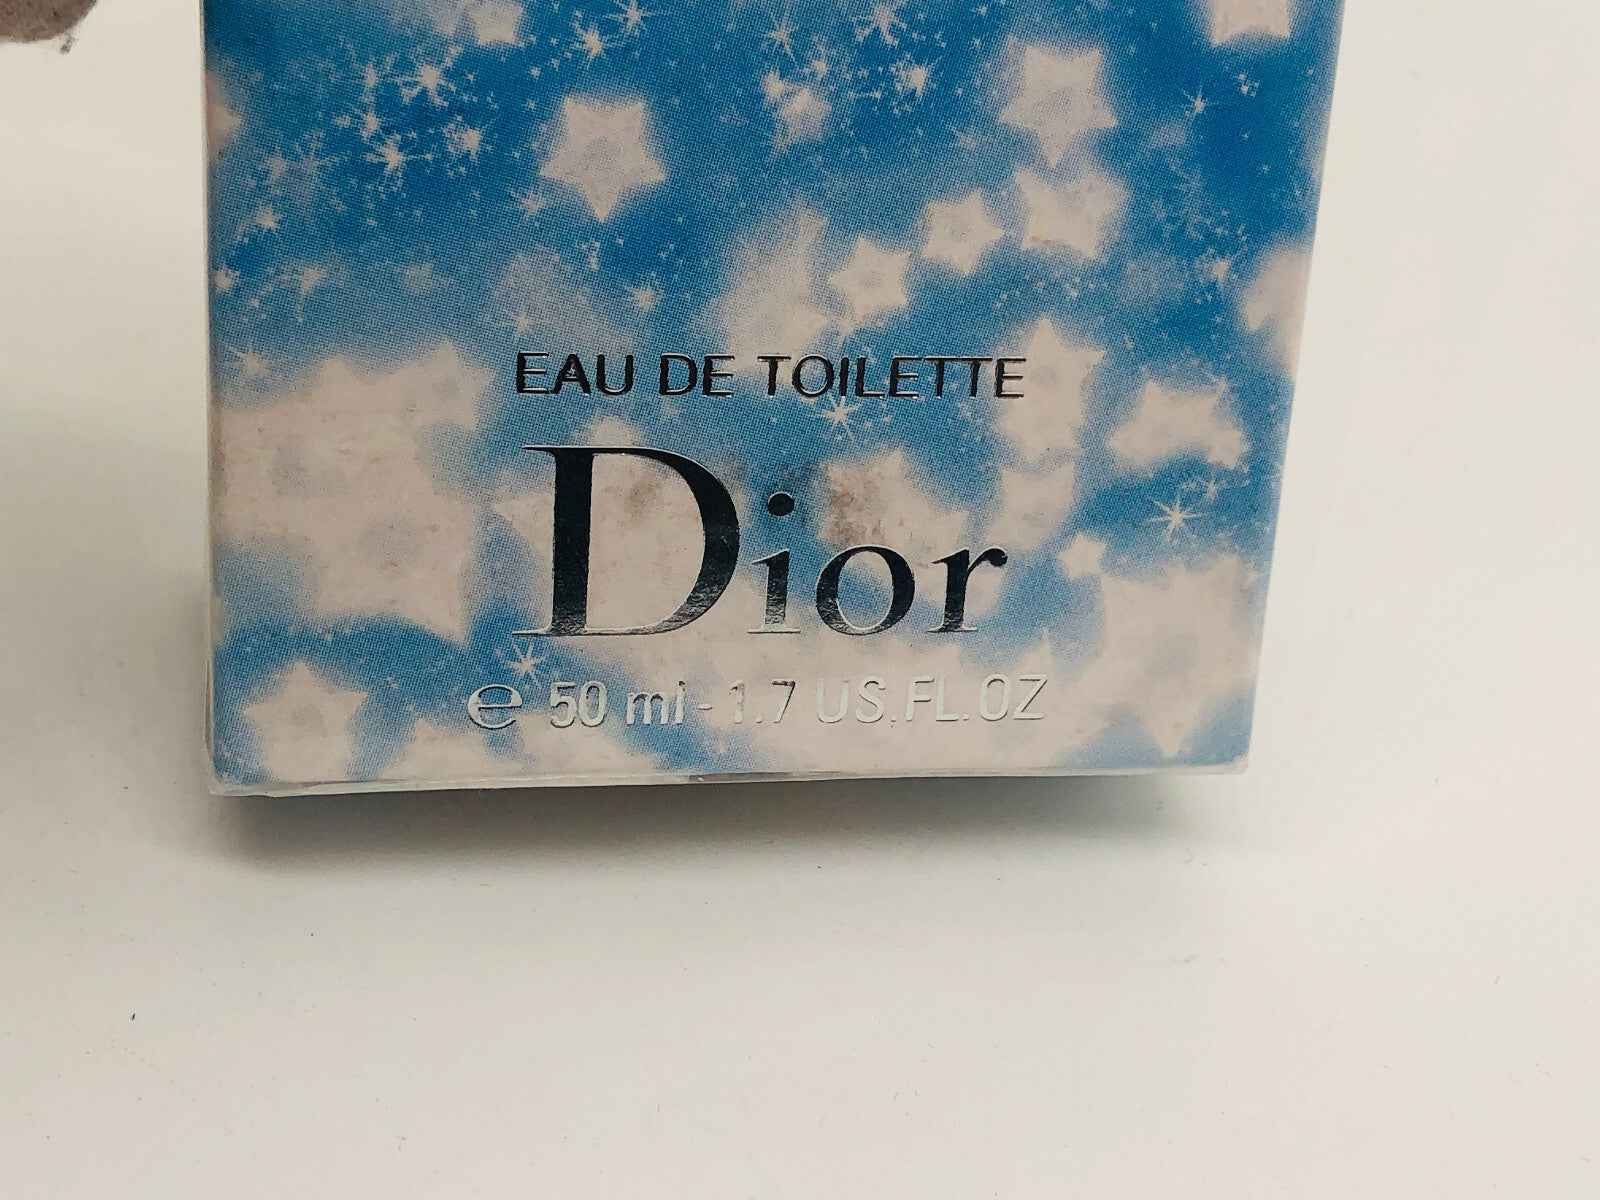 EAU DE TOILETTE
Dior
℮ 50 ml - 1.7 US.FL.OZ